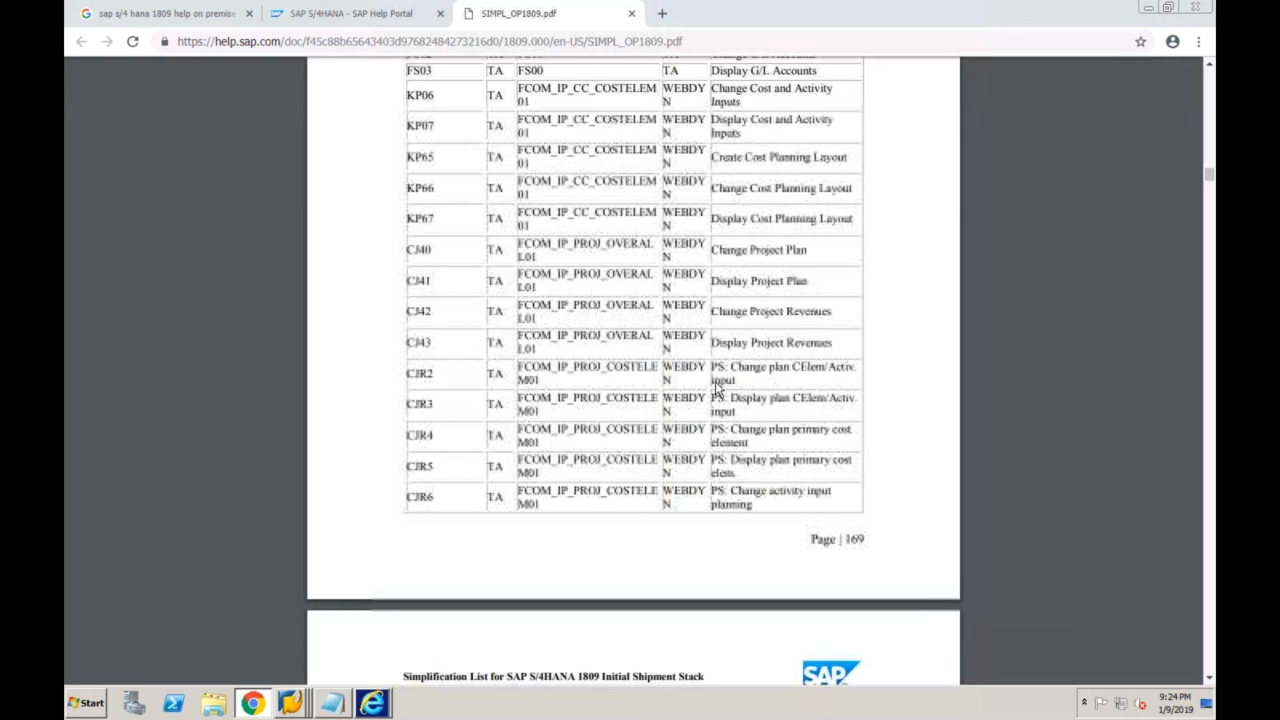 sap s/4 hana 1809 help on premise
SAP S/4HANA - SAP Help Portal
SIMPL_OP1809.pdf
https://help.sap.com/doc/f45c88b65643403d97682484273216d0/1809.000/en-US/SIMPL_OP1809.pdf
FS03 TA FS00 TA Display G/L Accounts
KP06 TA FCOM_IP_CC_COSTELEM WEBDY Change Cost and Activity
01 N Inputs
KP07 TA FCOM_IP_CC_COSTELEM WEBDY Display Cost and Activity
01 N Inputs
KP65 TA FCOM_IP_CC_COSTELEM WEBDY Create Cost Planning Layout
01 N
KP66 TA FCOM_IP_CC_COSTELEM WEBDY Change Cost Planning Layout
01 N
KP67 TA FCOM_IP_CC_COSTELEM WEBDY Display Cost Planning Layout
01 N
CJ40 TA FCOM_IP_PROJ_OVERAL WEBDY Change Project Plan
L01 N
CJ41 TA FCOM_IP_PROJ_OVERAL WEBDY Display Project Plan
L01 N
CJ42 TA FCOM_IP_PROJ_OVERAL WEBDY Change Project Revenues
L01 N
CJ43 TA FCOM_IP_PROJ_OVERAL WEBDY Display Project Revenues
L01 N
CJR2 TA FCOM_IP_PROJ_COSTELE WEBDY PS: Change plan CElem/Activ.
M01 N input
CJR3 TA FCOM_IP_PROJ_COSTELE WEBDY PS: Display plan CElem/Activ.
M01 N input
CJR4 TA FCOM_IP_PROJ_COSTELE WEBDY PS: Change plan primary cost
M01 N element
CJR5 TA FCOM_IP_PROJ_COSTELE WEBDY PS: Display plan primary cost
M01 N elem.
CJR6 TA FCOM_IP_PROJ_COSTELE WEBDY PS: Change activity input
M01 N planning
Page | 169
Simplification List for SAP S/4HANA 1809 Initial Shipment Stack
SAP
Start
9:24 PM
1/9/2019